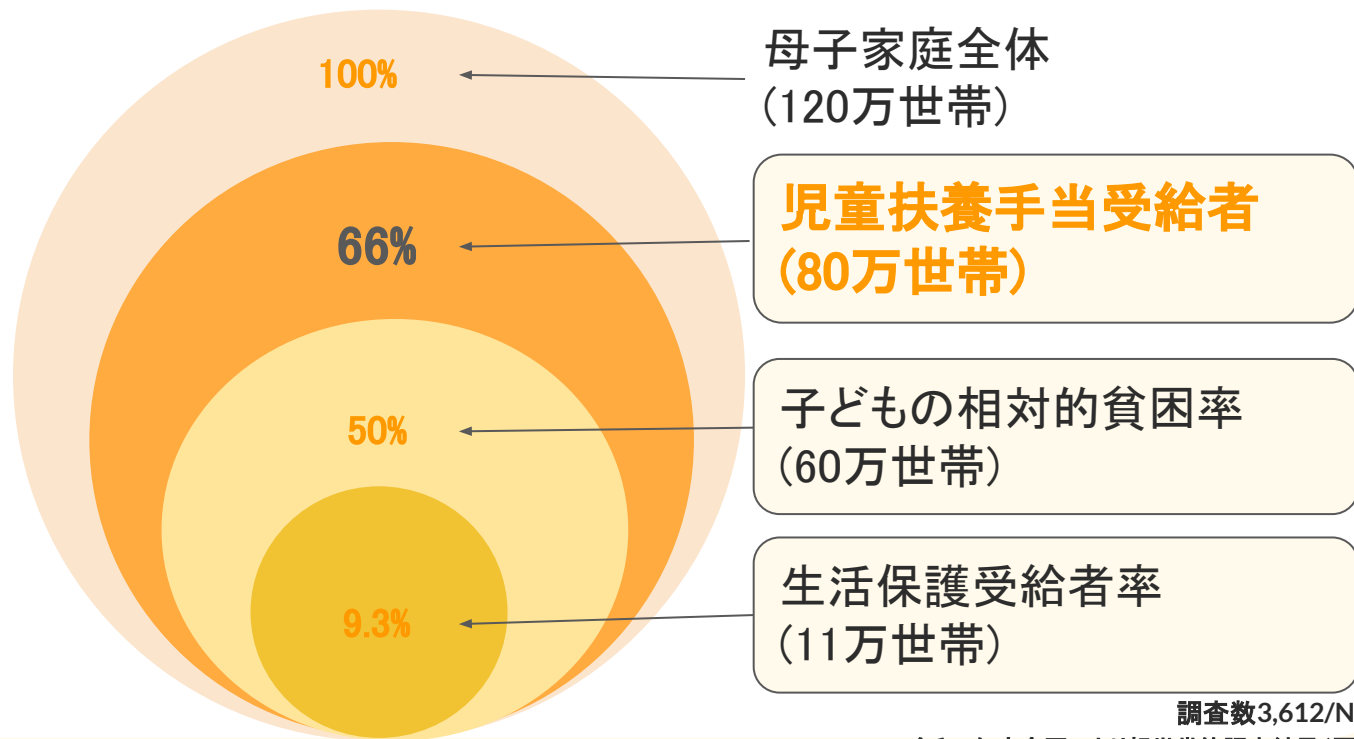 100%
母子家庭全体
(120万世帯)
66%
児童扶養手当受給者
(80万世帯)
50%
子どもの相対的貧困率
(60万世帯)
9.3%
生活保護受給者率
(11万世帯)
調査数3,612/N